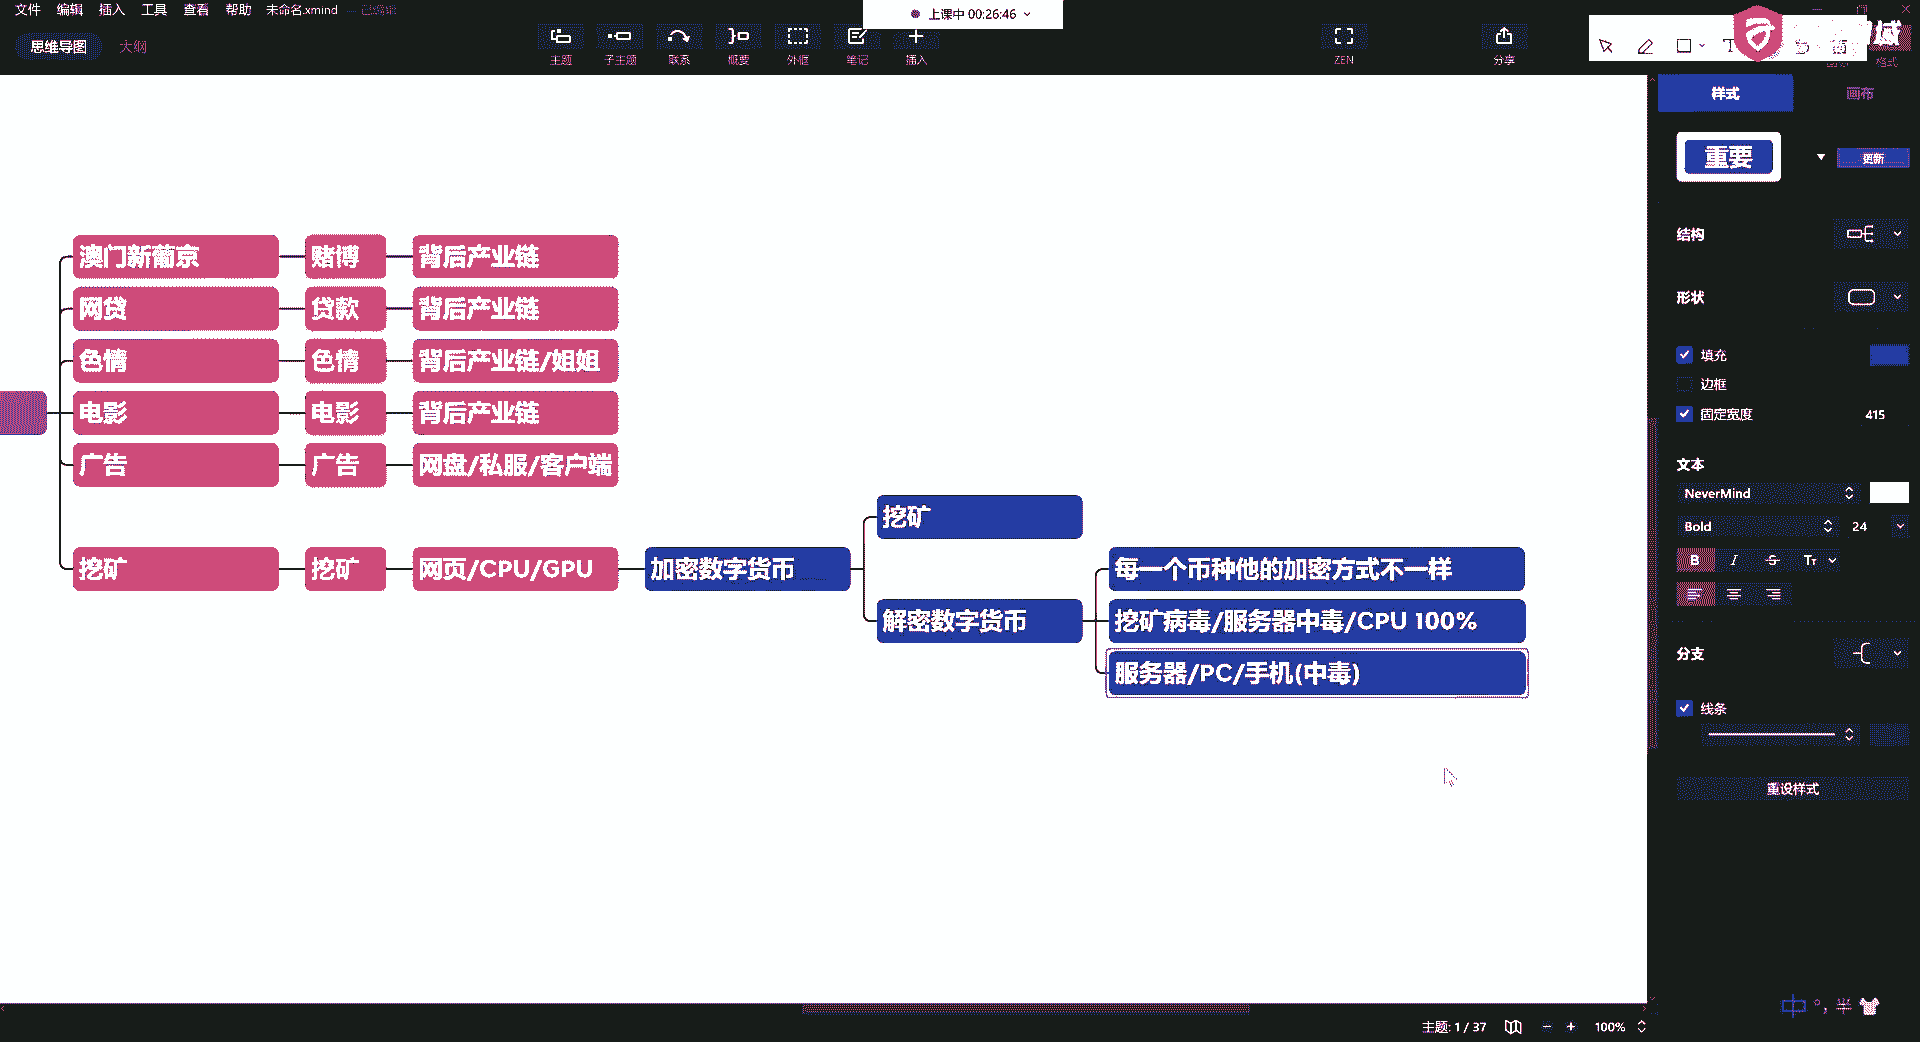 文件 编辑 插入 工具 查看 帮助 未命名.xmind — 已编辑
上课中 00:26:46
思维导图 大纲
主题 子主题 联系 概要 外框 笔记 插入 ZEN 分享 格式
样式 画布
重要 更新
结构
形状
填充
边框
固定宽度 415
文本
NeverMind
Bold 24
B I S Tт
分支
线条
重设样式
澳门新葡京 赌博 背后产业链
网贷 贷款 背后产业链
色情 色情 背后产业链/姐姐
电影 电影 背后产业链
广告 广告 网盘/私服/客户端
挖矿 挖矿 网页/CPU/GPU 加密数字货币
挖矿
解密数字货币
每一个币种他的加密方式不一样
挖矿病毒/服务器中毒/CPU 100%
服务器/PC/手机(中毒)
中 °, 半
主题: 1 / 37 100%